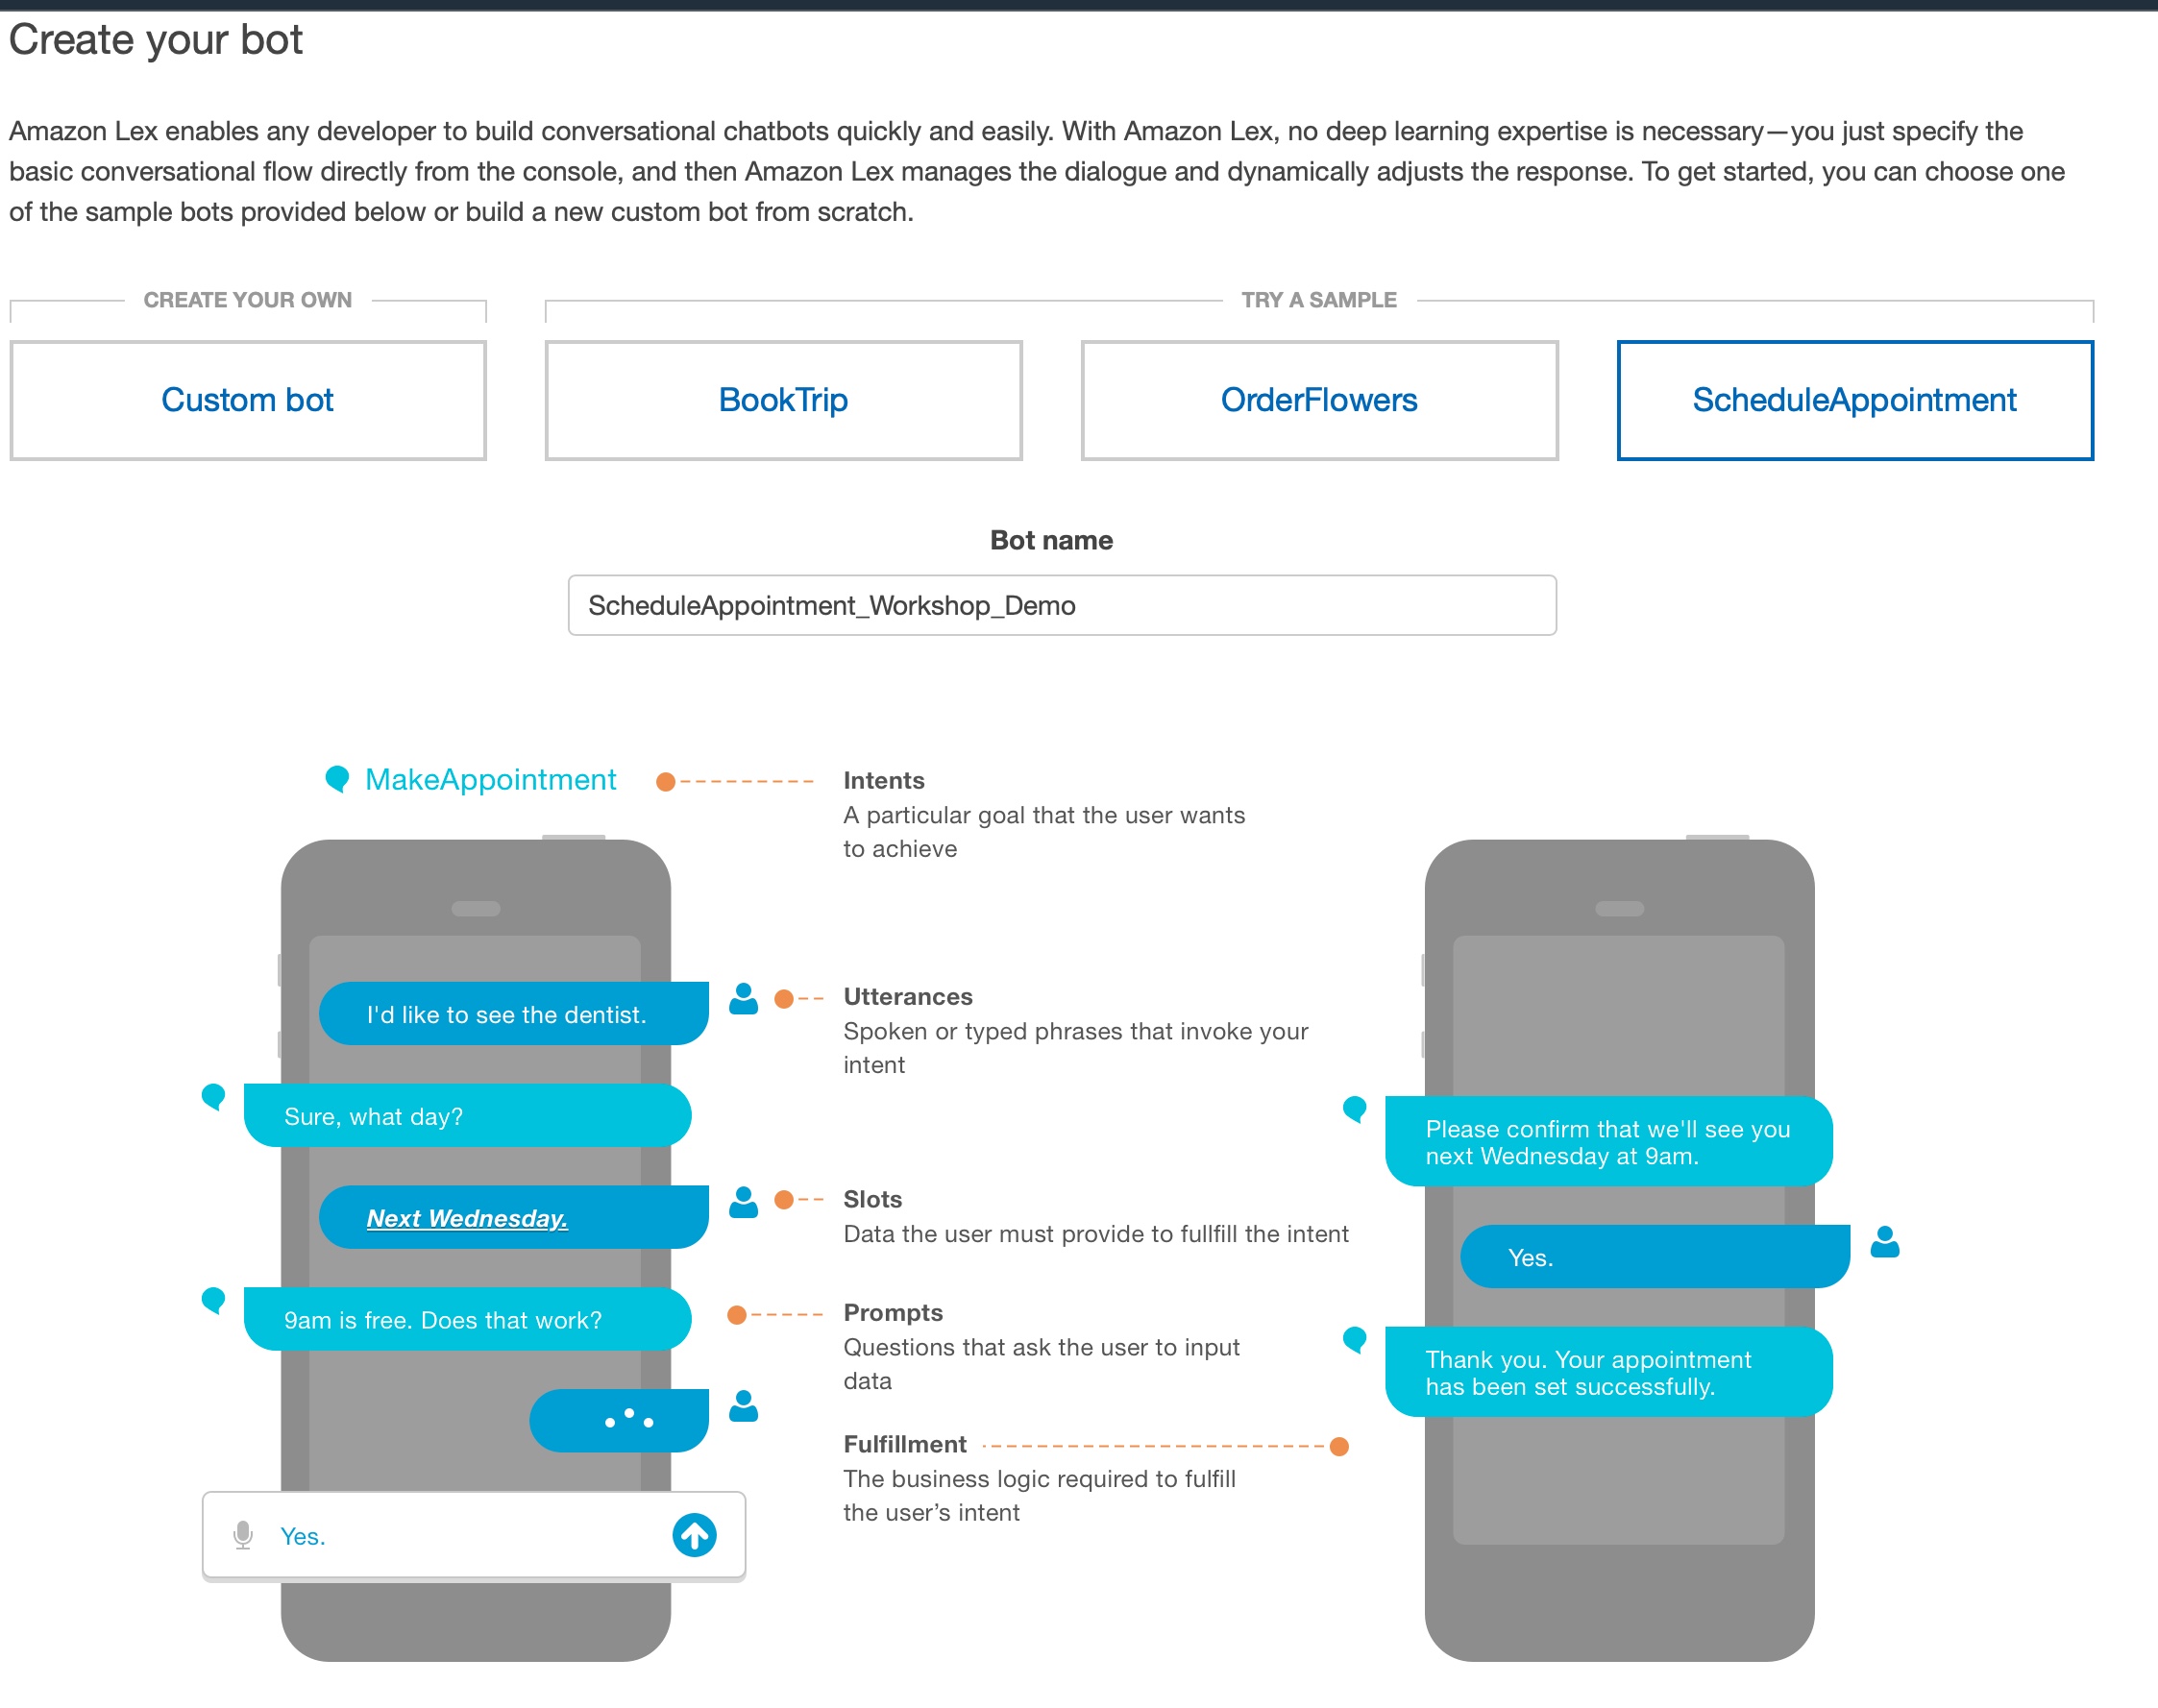 Create your bot
Amazon Lex enables any developer to build conversational chatbots quickly and easily. With Amazon Lex, no deep learning expertise is necessary—you just specify the
basic conversational flow directly from the console, and then Amazon Lex manages the dialogue and dynamically adjusts the response. To get started, you can choose one
of the sample bots provided below or build a new custom bot from scratch.
CREATE YOUR OWN
TRY A SAMPLE
Custom bot
BookTrip
OrderFlowers
ScheduleAppointment
Bot name
ScheduleAppointment_Workshop_Demo
MakeAppointment
I'd like to see the dentist.
Sure, what day?
Next Wednesday.
9am is free. Does that work?
Yes.
Intents
A particular goal that the user wants
to achieve
Utterances
Spoken or typed phrases that invoke your
intent
Slots
Data the user must provide to fullfill the intent
Prompts
Questions that ask the user to input
data
Fulfillment
The business logic required to fulfill
the user’s intent
Please confirm that we'll see you
next Wednesday at 9am.
Yes.
Thank you. Your appointment
has been set successfully.